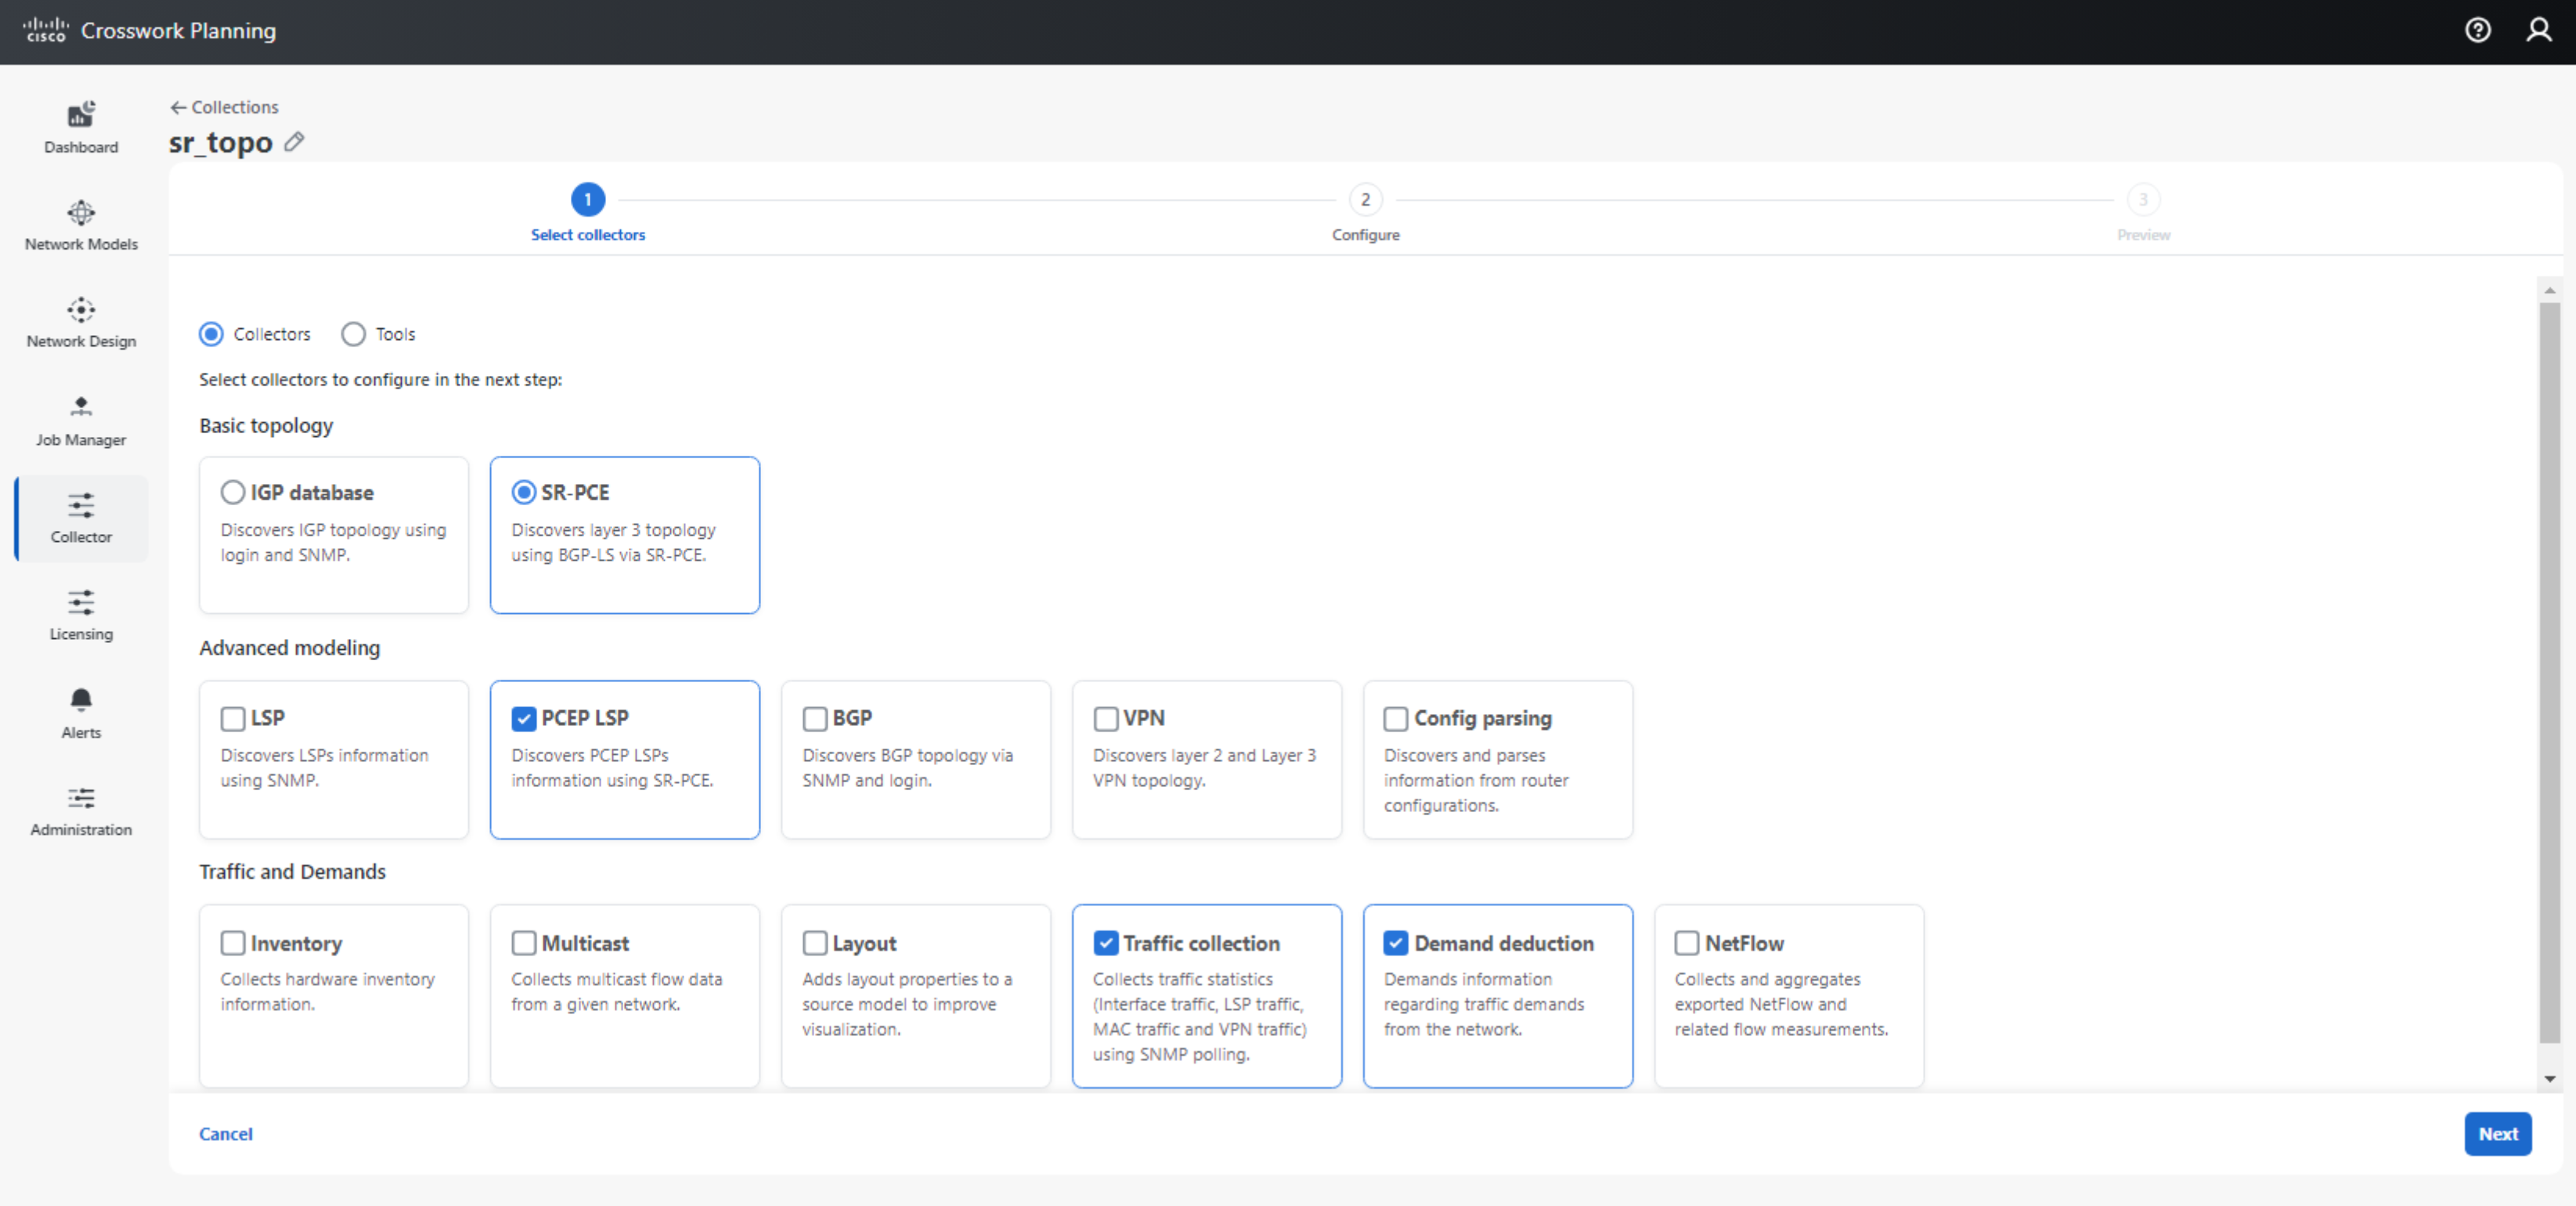 cisco Crosswork Planning
Dashboard
Network Models
Network Design
Job Manager
Collector
Licensing
Alerts
Administration
← Collections
sr_topo
1
Select collectors
2
Configure
3
Preview
Collectors
Tools
Select collectors to configure in the next step:
Basic topology
IGP database
Discovers IGP topology using
login and SNMP.
SR-PCE
Discovers layer 3 topology
using BGP-LS via SR-PCE.
Advanced modeling
LSP
Discovers LSPs information
using SNMP.
PCEP LSP
Discovers PCEP LSPs
information using SR-PCE.
BGP
Discovers BGP topology via
SNMP and login.
VPN
Discovers layer 2 and Layer 3
VPN topology.
Config parsing
Discovers and parses
information from router
configurations.
Traffic and Demands
Inventory
Collects hardware inventory
information.
Multicast
Collects multicast flow data
from a given network.
Layout
Adds layout properties to a
source model to improve
visualization.
Traffic collection
Collects traffic statistics
(Interface traffic, LSP traffic,
MAC traffic and VPN traffic)
using SNMP polling.
Demand deduction
Demands information
regarding traffic demands
from the network.
NetFlow
Collects and aggregates
exported NetFlow and
related flow measurements.
Cancel
Next